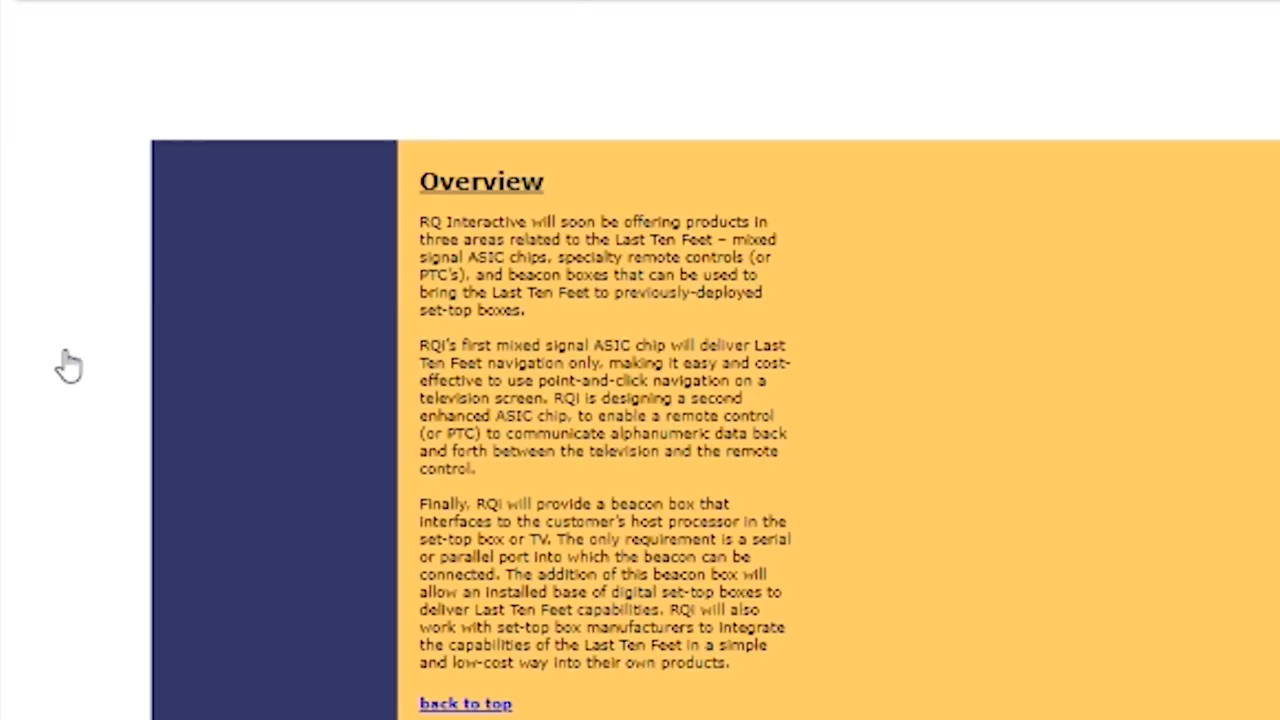 Overview
RQ Interactive will soon be offering products in
three areas related to the Last Ten Feet – mixed
signal ASIC chips, specialty remote controls (or
PTC's), and beacon boxes that can be used to
bring the Last Ten Feet to previously-deployed
set-top boxes.
RQi's first mixed signal ASIC chip will deliver Last
Ten Feet navigation only, making it easy and cost-
effective to use point-and-click navigation on a
television screen. RQi is designing a second
enhanced ASIC chip, to enable a remote control
(or PTC) to communicate alphanumeric data back
and forth between the television and the remote
control.
Finally, RQi will provide a beacon box that
interfaces to the customer's host processor in the
set-top box or TV. The only requirement is a serial
or parallel port into which the beacon can be
connected. The addition of this beacon box will
allow an installed base of digital set-top boxes to
deliver Last Ten Feet capabilities. RQi will also
work with set-top box manufacturers to integrate
the capabilities of the Last Ten Feet in a simple
and low-cost way into their own products.
back to top